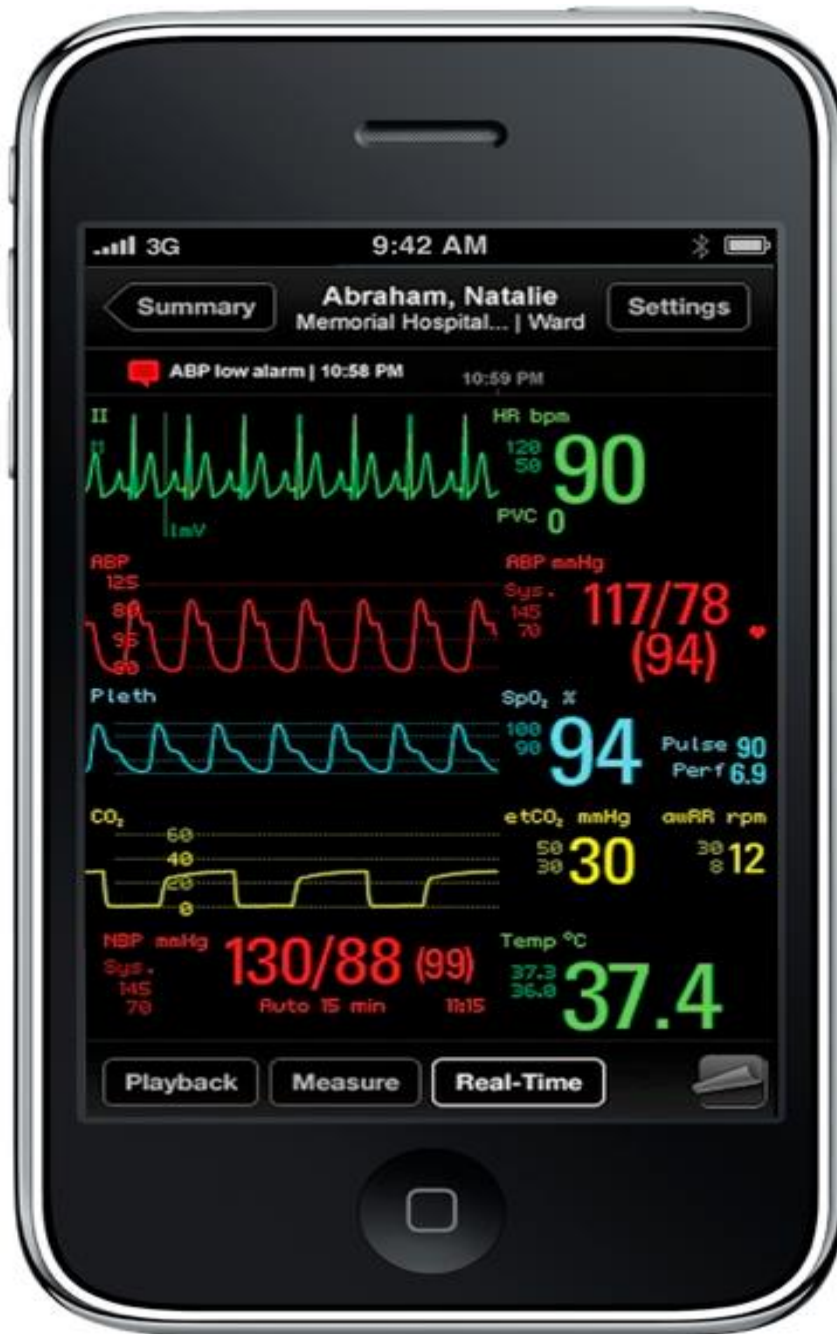 3G 9:42 AM
Summary Abraham, Natalie Settings
Memorial Hospital... | Ward
ABP low alarm | 10:58 PM 10:59 PM
II HR bpm
M 120 90
50
1mV PVC 0
ABP ABP mmHg
125 Sys. 117/78
80 145
95 70 (94)
80
Pleth SpO₂ %
100 94 Pulse 90
90 Perf 6.9
CO₂ etCO₂ mmHg awRR rpm
60
40 50 30 30 12
20 30 8
0
NBP mmHg 130/88 (99) Temp °C
Sys. 37.3 37.4
145 36.0
70 Auto 15 min 11:15
Playback Measure Real-Time